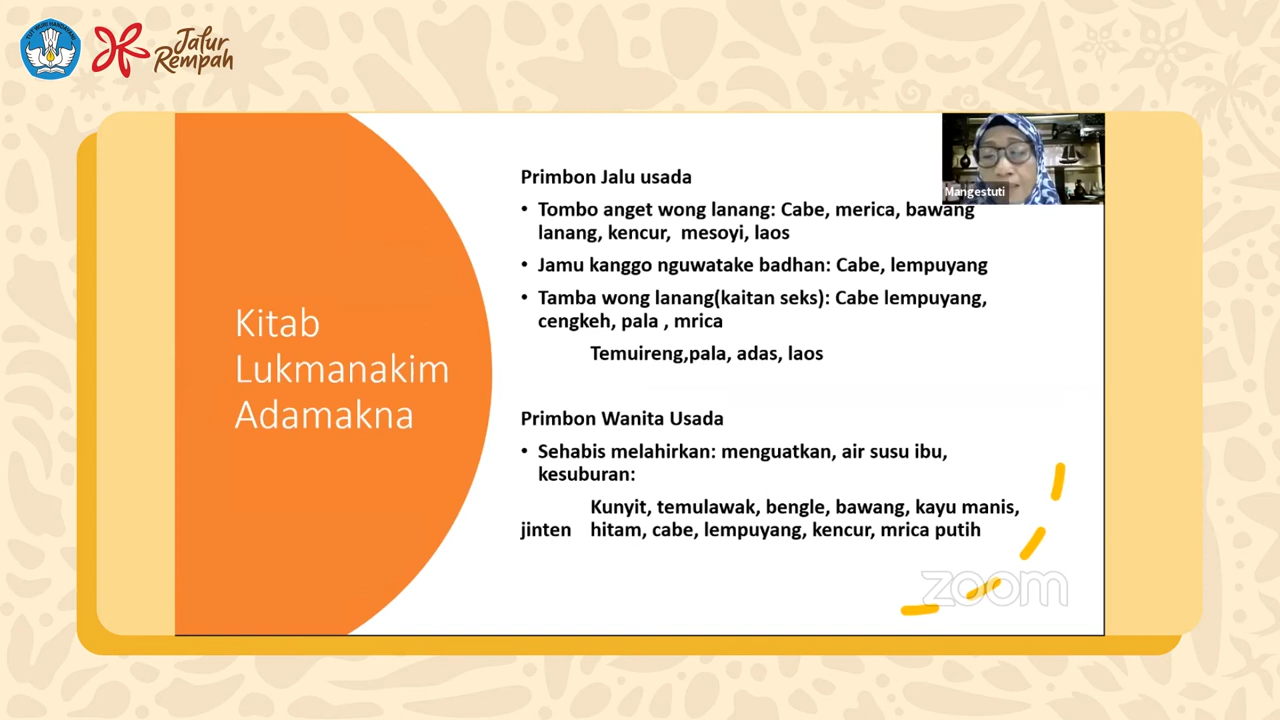 TUT WURI HANDAYANI
Jalur
Rempah
Kitab
Lukmanakim
Adamakna
Primbon Jalu usada
• Tombo anget wong lanang: Cabe, merica, bawang
lanang, kencur, mesoyi, laos
• Jamu kanggo nguwatake badhan: Cabe, lempuyang
• Tamba wong lanang(kaitan seks): Cabe lempuyang,
cengkeh, pala , mrica
Temuireng,pala, adas, laos
Primbon Wanita Usada
• Sehabis melahirkan: menguatkan, air susu ibu,
kesuburan:
Kunyit, temulawak, bengle, bawang, kayu manis,
jinten hitam, cabe, lempuyang, kencur, mrica putih
Mangestuti
zoom